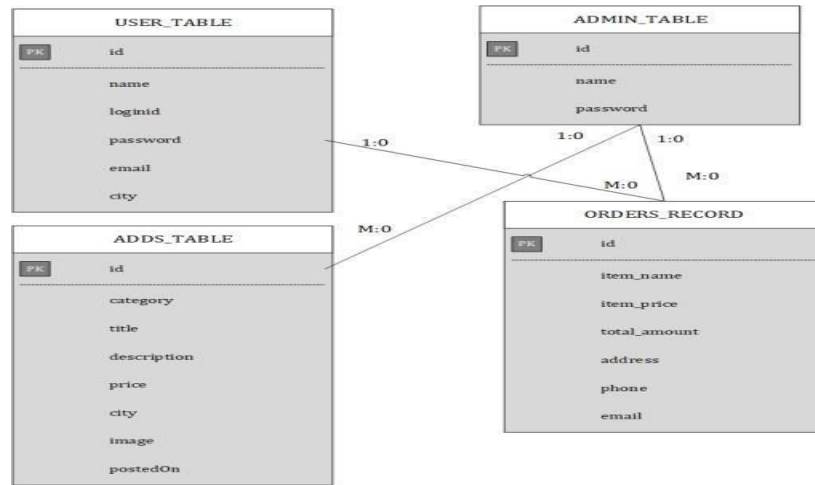 USER_TABLE
PK id
name
loginid
password
email
city
ADMIN_TABLE
PK id
name
password
1:0
1:0
1:0
M:0
M:0
M:0
ADDS_TABLE
PK id
category
title
description
price
city
image
postedOn
ORDERS_RECORD
PK id
item_name
item_price
total_amount
address
phone
email